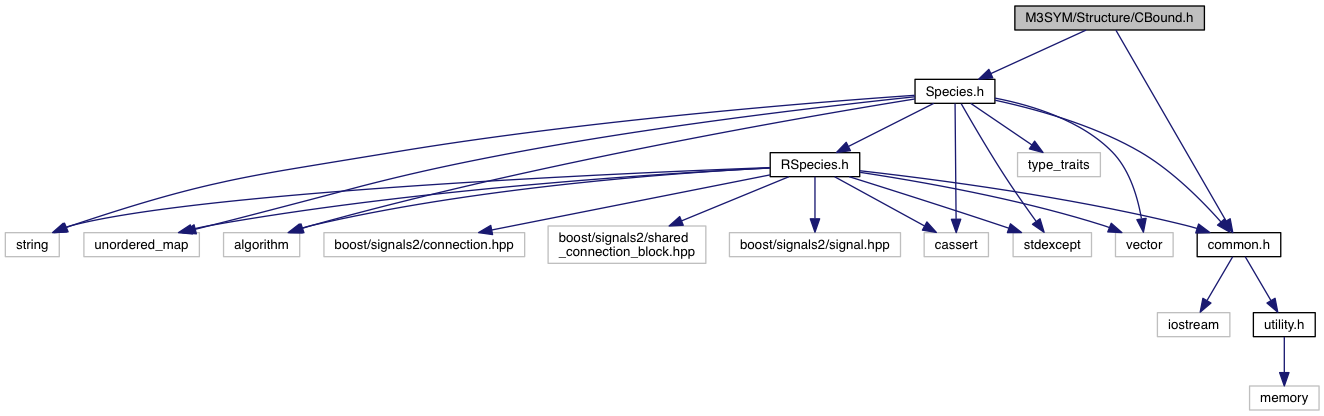 M3SYM/Structure/CBound.h
Species.h
RSpecies.h
type_traits
string
unordered_map
algorithm
boost/signals2/connection.hpp
boost/signals2/shared
_connection_block.hpp
boost/signals2/signal.hpp
cassert
stdexcept
vector
common.h
iostream
utility.h
memory